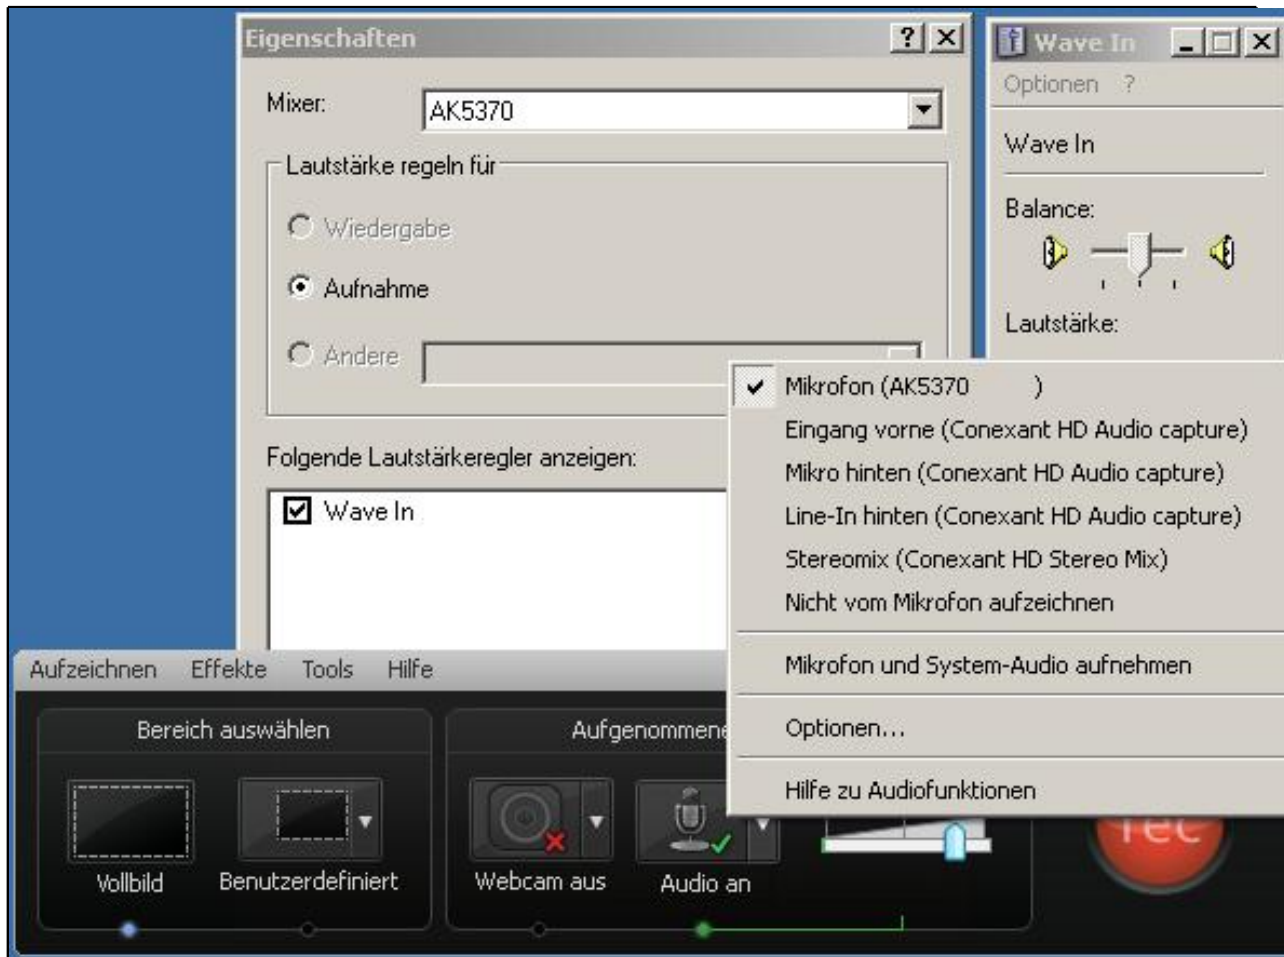 Eigenschaften
Mixer:
AK5370
Lautstärke regeln für
Wiedergabe
Aufnahme
Andere
Folgende Lautstärkeregler anzeigen:
Wave In
Wave In
Optionen ?
Wave In
Balance:
Lautstärke:
Mikrofon (AK5370 )
Eingang vorne (Conexant HD Audio capture)
Mikro hinten (Conexant HD Audio capture)
Line-In hinten (Conexant HD Audio capture)
Stereomix (Conexant HD Stereo Mix)
Nicht vom Mikrofon aufzeichnen
Mikrofon und System-Audio aufnehmen
Optionen...
Hilfe zu Audiofunktionen
Aufzeichnen Effekte Tools Hilfe
Bereich auswählen
Aufgenommene
Vollbild
Benutzerdefiniert
Webcam aus
Audio an
rec